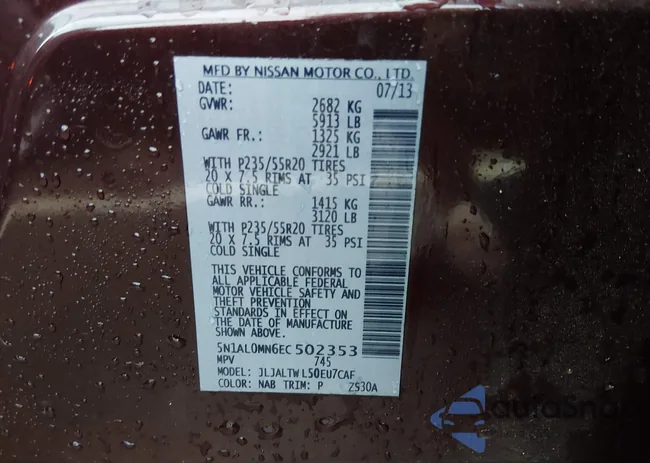 MFD BY NISSAN MOTOR CO., LTD.
DATE: 07/13
GVWR: 2682 KG
5913 LB
GAWR FR.: 1325 KG
2921 LB
WITH P235/55R20 TIRES
20 X 7.5 RIMS AT 35 PSI
COLD SINGLE
GAWR RR.: 1415 KG
3120 LB
WITH P235/55R20 TIRES
20 X 7.5 RIMS AT 35 PSI
COLD SINGLE
THIS VEHICLE CONFORMS TO
ALL APPLICABLE FEDERAL
MOTOR VEHICLE SAFETY AND
THEFT PREVENTION
STANDARDS IN EFFECT ON
THE DATE OF MANUFACTURE
SHOWN ABOVE.
5N1AL0MN6EC502353
MPV 745
JLJALTWL50EU7CAF
COLOR: NAB TRIM: P ZS30A
autoSnap